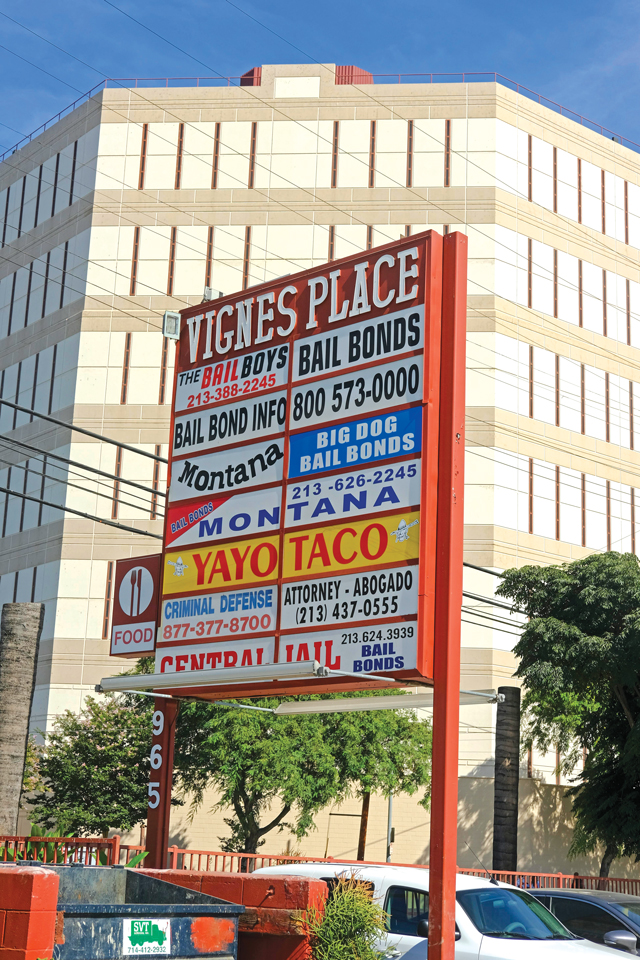 VIGNES PLACE
THE BAIL BOYS
213-388-2245
BAIL BONDS
BAIL BOND INFO
800 573-0000
Montana
BIG DOG
BAIL BONDS
BAIL BONDS
213-626-2245
MONTANA
YAYO TACO
CRIMINAL DEFENSE
877-377-8700
ATTORNEY - ABOGADO
(213) 437-0555
CENTRAL JAIL
213.624.3939
BAIL
BONDS
FOOD
965
SVT
714-412-2932